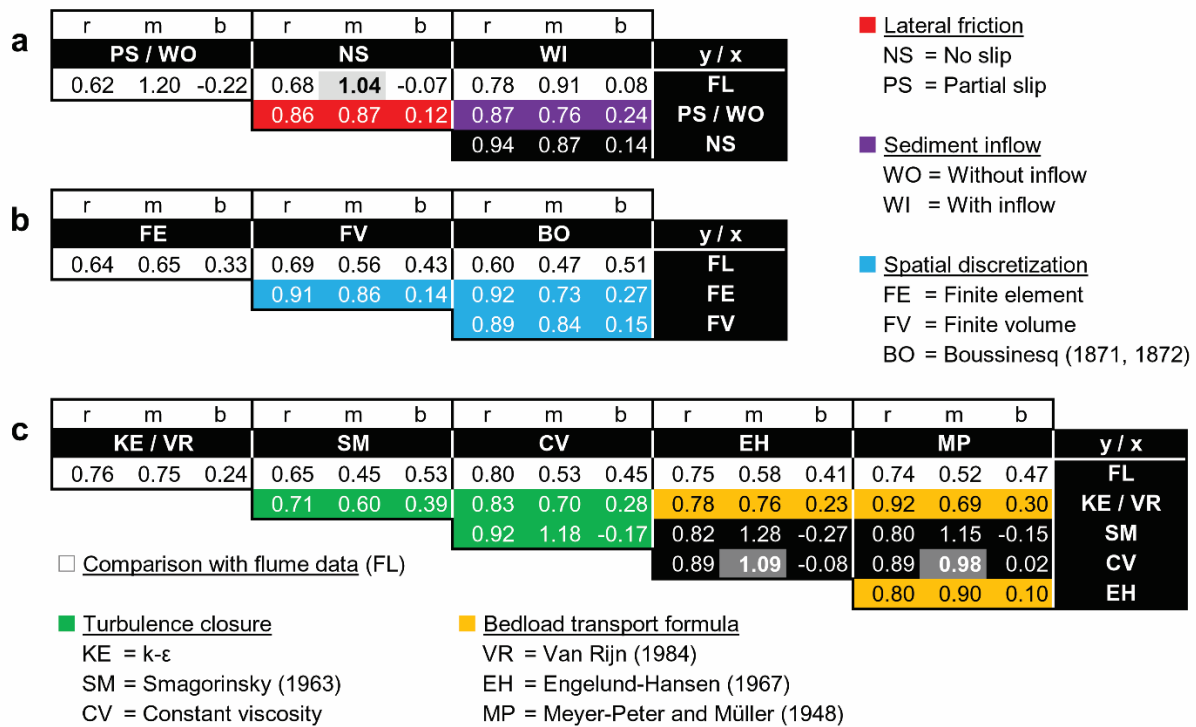 a
r m b r m b r m b
PS / WO NS WI y / x
0.62 1.20 -0.22 0.68 1.04 -0.07 0.78 0.91 0.08 FL
0.86 0.87 0.12 0.87 0.76 0.24 PS / WO
0.94 0.87 0.14 NS
Lateral friction
NS = No slip
PS = Partial slip
Sediment inflow
WO = Without inflow
WI = With inflow
b
r m b r m b r m b
FE FV BO y / x
0.64 0.65 0.33 0.69 0.56 0.43 0.60 0.47 0.51 FL
0.91 0.86 0.14 0.92 0.73 0.27 FE
0.89 0.84 0.15 FV
Spatial discretization
FE = Finite element
FV = Finite volume
BO = Boussinesq (1871, 1872)
c
r m b r m b r m b r m b r m b
KE / VR SM CV EH MP y / x
0.76 0.75 0.24 0.65 0.45 0.53 0.80 0.53 0.45 0.75 0.58 0.41 0.74 0.52 0.47 FL
0.71 0.60 0.39 0.83 0.70 0.28 0.78 0.76 0.23 0.92 0.69 0.30 KE / VR
0.92 1.18 -0.17 0.82 1.28 -0.27 0.80 1.15 -0.15 SM
0.89 1.09 -0.08 0.89 0.98 0.02 CV
0.80 0.90 0.10 EH
Comparison with flume data (FL)
Turbulence closure
KE = k-ε
SM = Smagorinsky (1963)
CV = Constant viscosity
Bedload transport formula
VR = Van Rijn (1984)
EH = Engelund-Hansen (1967)
MP = Meyer-Peter and Müller (1948)